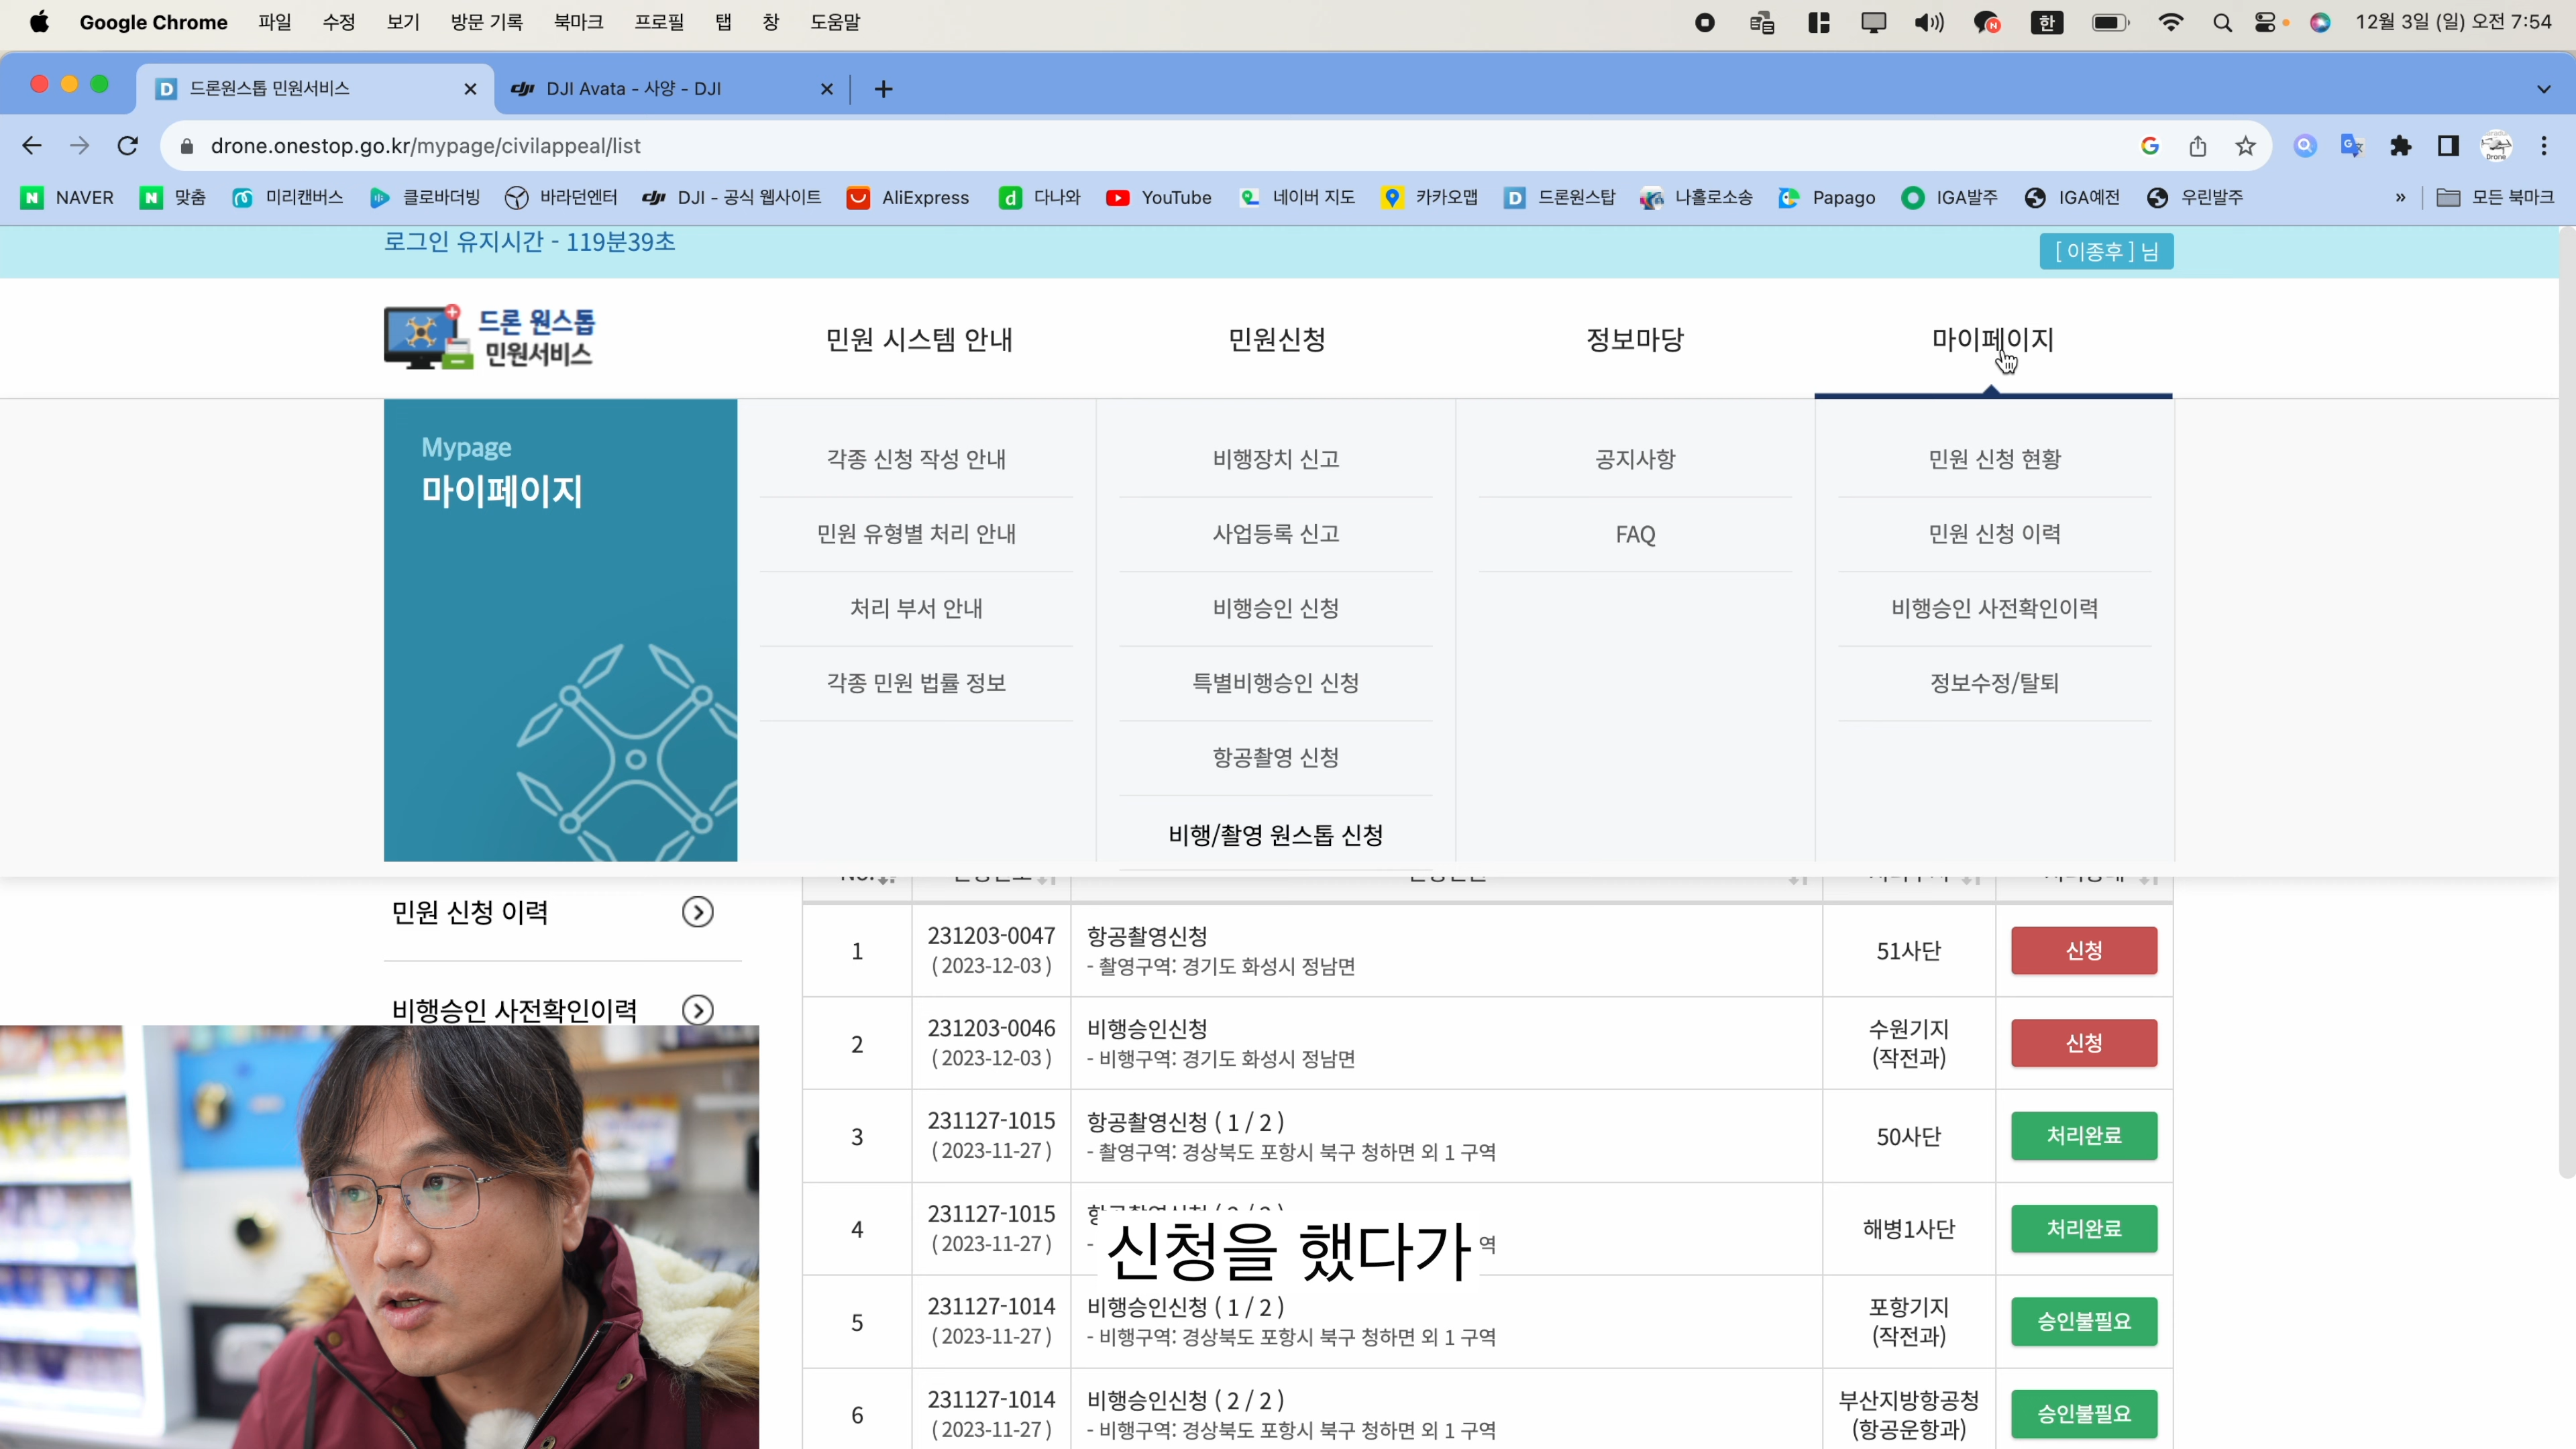 Google Chrome 파일 수정 보기 방문 기록 북마크 프로필 탭 창 도움말 한 12월 3일 (일) 오전 7:54
드론원스톱 민원서비스 dji DJI Avata - 사양 - DJI
drone.onestop.go.kr/mypage/civilappeal/list
NAVER 맞춤 미리캔버스 클로바더빙 바라던엔터 DJI - 공식 웹사이트 AliExpress 다나와 YouTube 네이버 지도 카카오맵 드론원스탑 나홀로소송 Papago IGA발주 IGA예전 우린발주 » 모든 북마크
로그인 유지시간 - 119분39초
[ 이종후 ] 님
드론 원스톱
민원서비스
민원 시스템 안내 민원신청 정보마당 마이페이지
Mypage
마이페이지
각종 신청 작성 안내 비행장치 신고 공지사항 민원 신청 현황
민원 유형별 처리 안내 사업등록 신고 FAQ 민원 신청 이력
처리 부서 안내 비행승인 신청 비행승인 사전확인이력
각종 민원 법률 정보 특별비행승인 신청 정보수정/탈퇴
항공촬영 신청
비행/촬영 원스톱 신청
민원 신청 이력
비행승인 사전확인이력
1 231203-0047 항공촬영신청 51사단 신청
( 2023-12-03 ) - 촬영구역: 경기도 화성시 정남면
2 231203-0046 비행승인신청 수원기지 신청
( 2023-12-03 ) - 비행구역: 경기도 화성시 정남면 (작전과)
3 231127-1015 항공촬영신청 ( 1 / 2 ) 50사단 처리완료
( 2023-11-27 ) - 촬영구역: 경상북도 포항시 북구 청하면 외 1 구역
4 231127-1015 해병1사단 처리완료
( 2023-11-27 ) - 역
신청을 했다가
5 231127-1014 비행승인신청 ( 1 / 2 ) 포항기지 승인불필요
( 2023-11-27 ) - 비행구역: 경상북도 포항시 북구 청하면 외 1 구역 (작전과)
6 231127-1014 비행승인신청 ( 2 / 2 ) 부산지방항공청 승인불필요
( 2023-11-27 ) - 비행구역: 경상북도 포항시 북구 청하면 외 1 구역 (항공운항과)